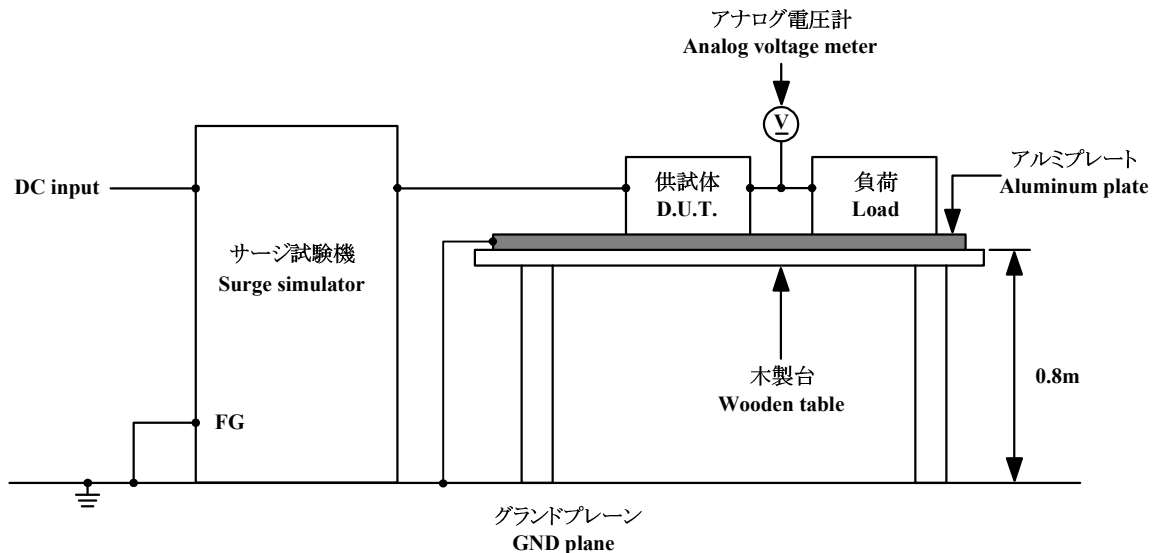 アナログ電圧計
Analog voltage meter
V
DC input
サージ試験機
Surge simulator
供試体
D.U.T.
負荷
Load
アルミプレート
Aluminum plate
木製台
Wooden table
0.8m
FG
グランドプレーン
GND plane